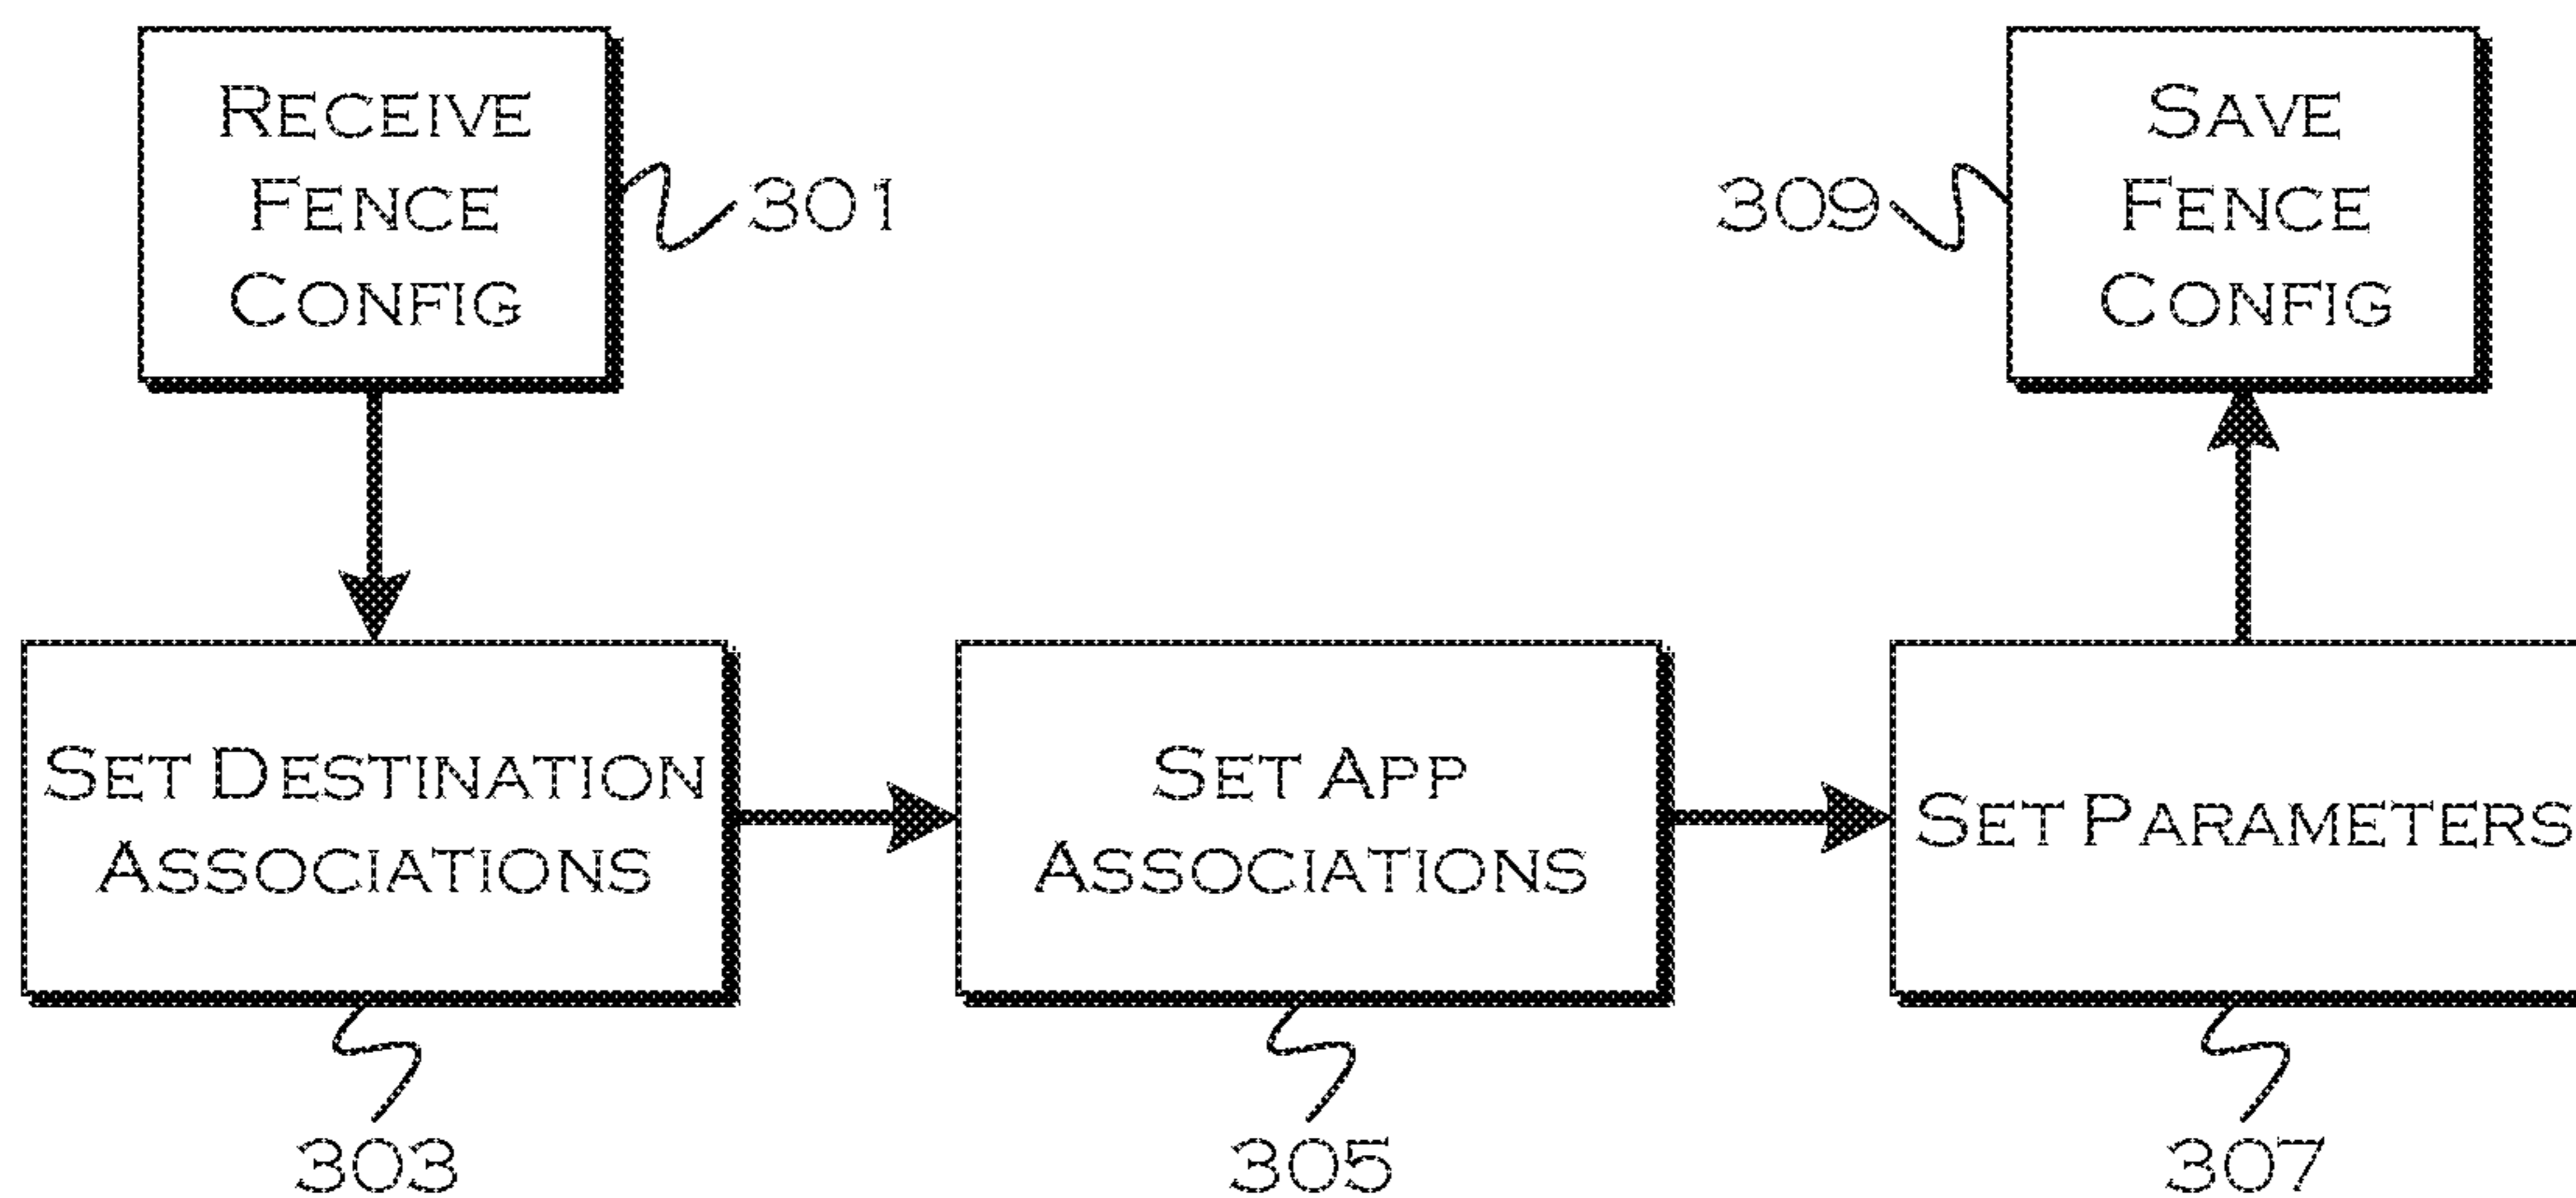 RECEIVE
FENCE
CONFIG
301
309
SAVE
FENCE
CONFIG
SET DESTINATION
ASSOCIATIONS
SET APP
ASSOCIATIONS
SET PARAMETERS
303
305
307